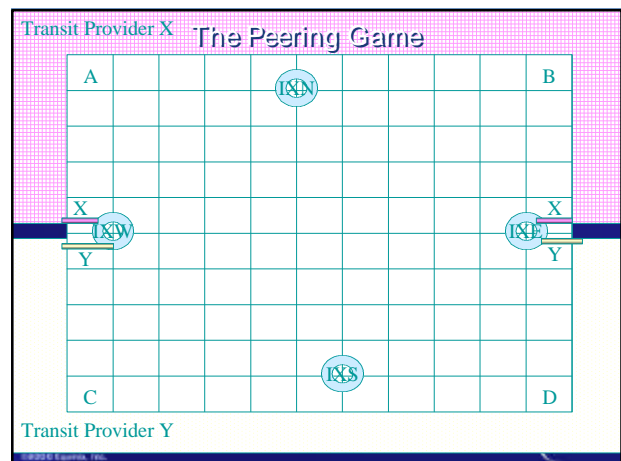 Transit Provider X
The Peering Game
A
B
IXN
X
X
IXW
IXE
Y
Y
IXS
C
D
Transit Provider Y